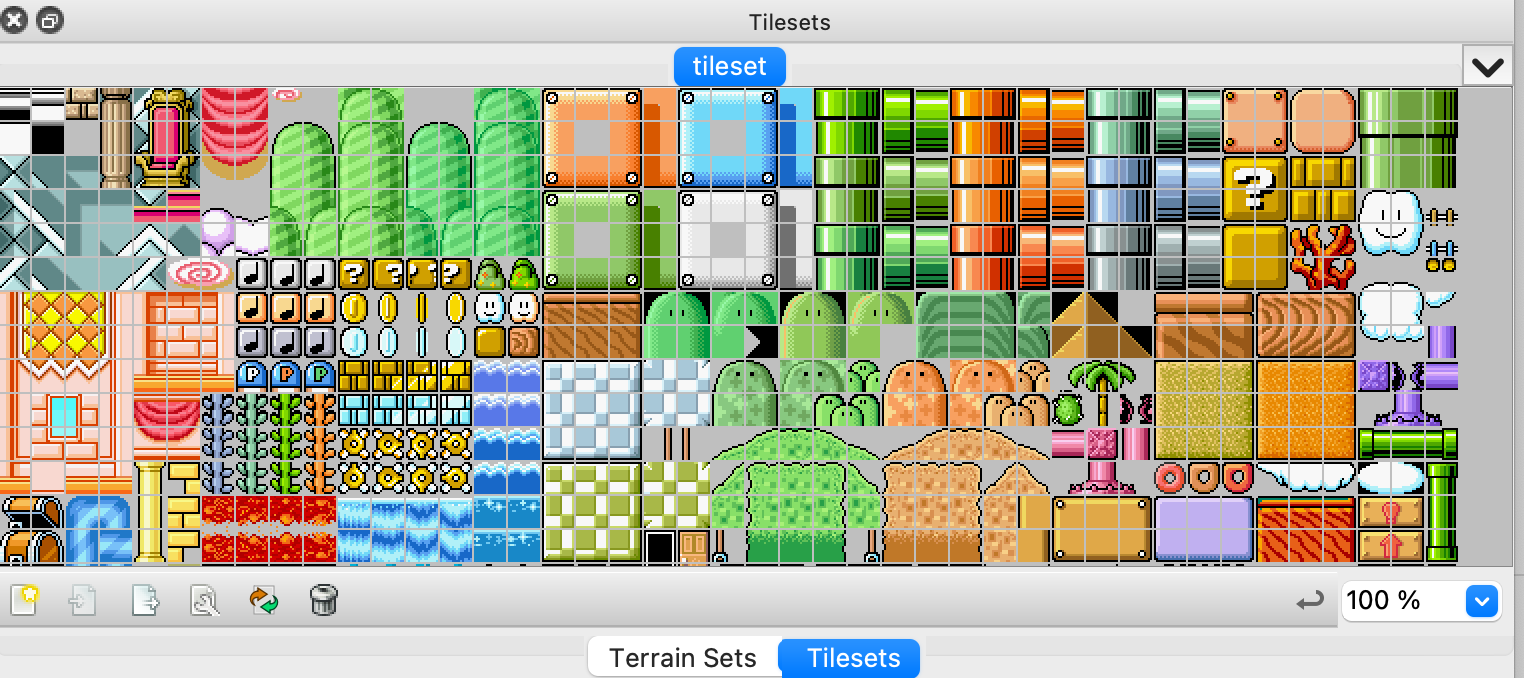 Tilesets
tileset
?
? ? ? ?
P P P
100 %
Terrain Sets Tilesets